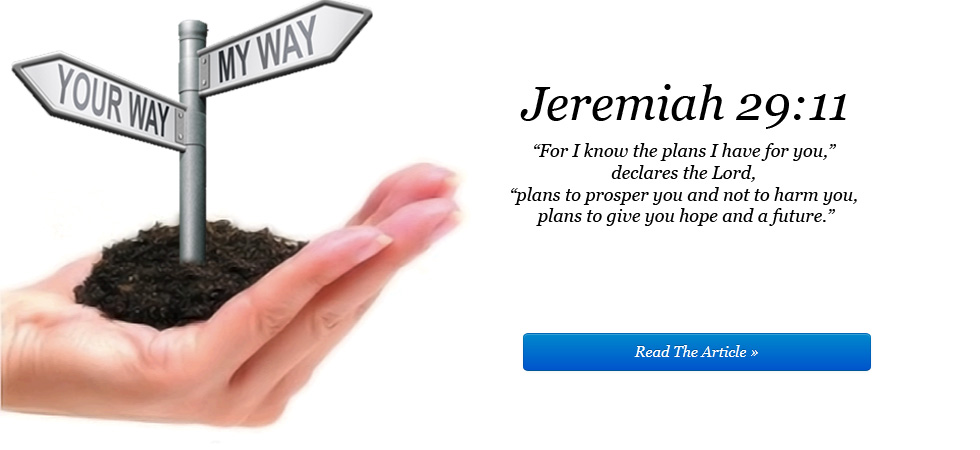 MY WAY
YOUR WAY
Jeremiah 29:11
“For I know the plans I have for you,”
declares the Lord,
“plans to prosper you and not to harm you,
plans to give you hope and a future.”
Read The Article »